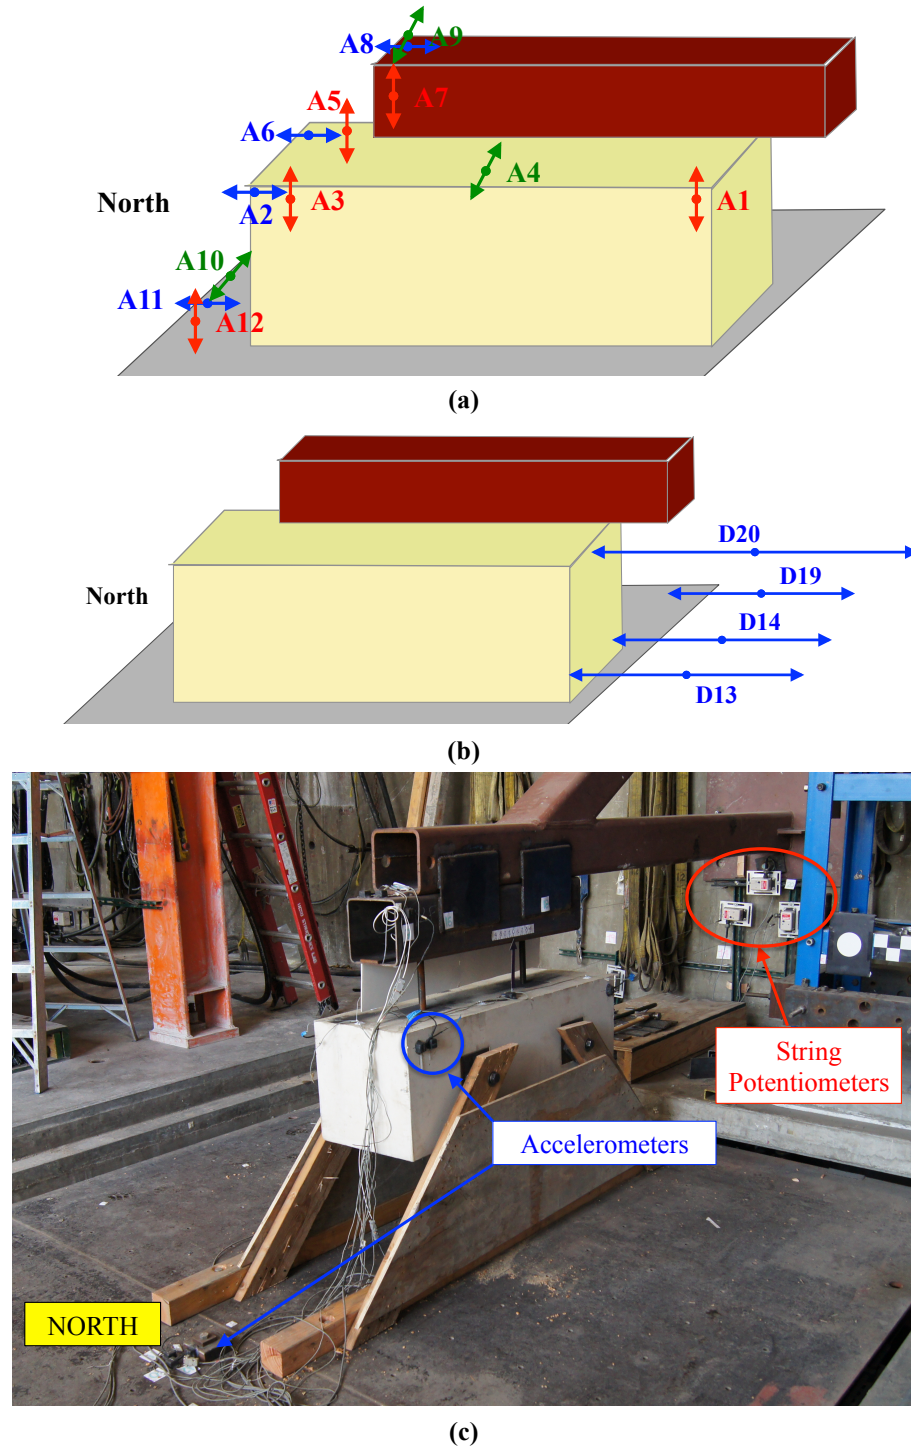 A8
A9
A5
A7
A6
A4
North
A2
A3
A1
A10
A11
A12
(a)
D20
North
D19
D14
D13
(b)
String
Potentiometers
Accelerometers
NORTH
(c)